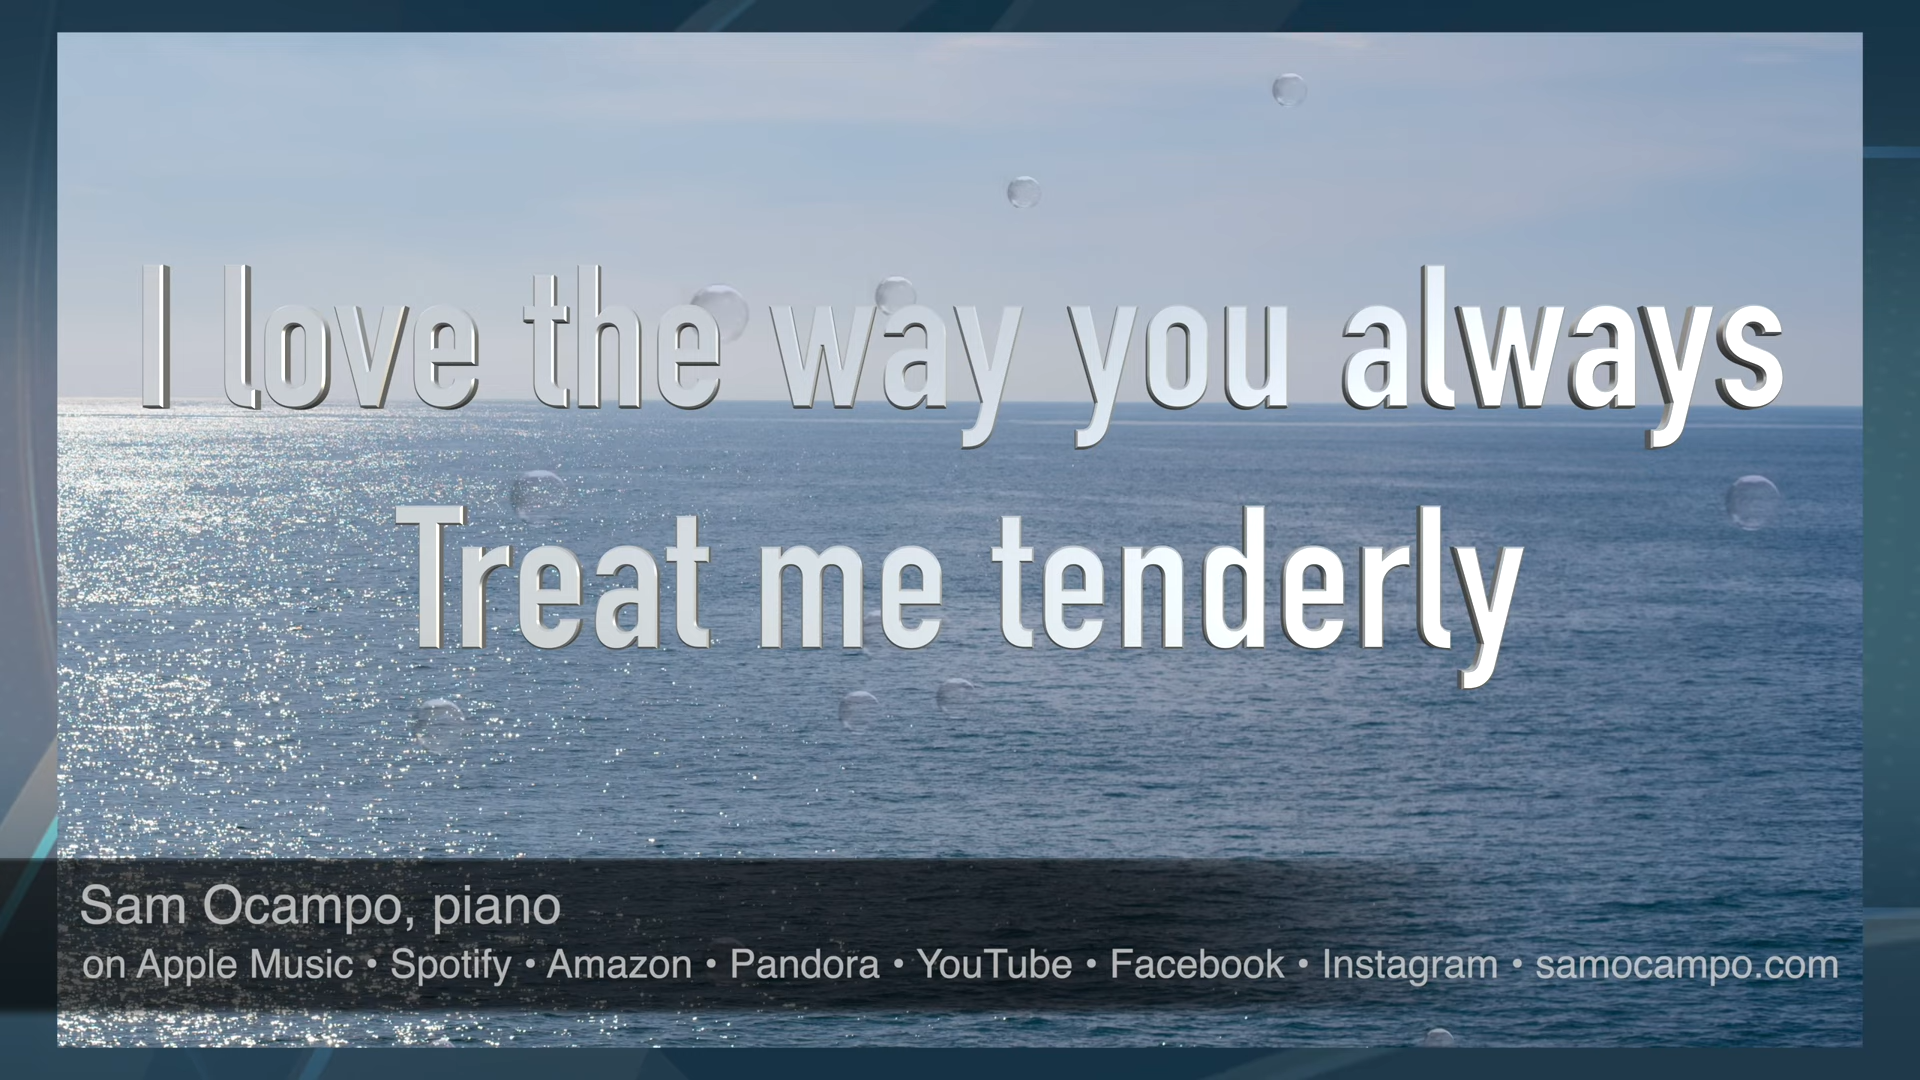 I love the way you always
Treat me tenderly
Sam Ocampo, piano
on Apple Music • Spotify • Amazon • Pandora • YouTube • Facebook • Instagram • samocampo.com